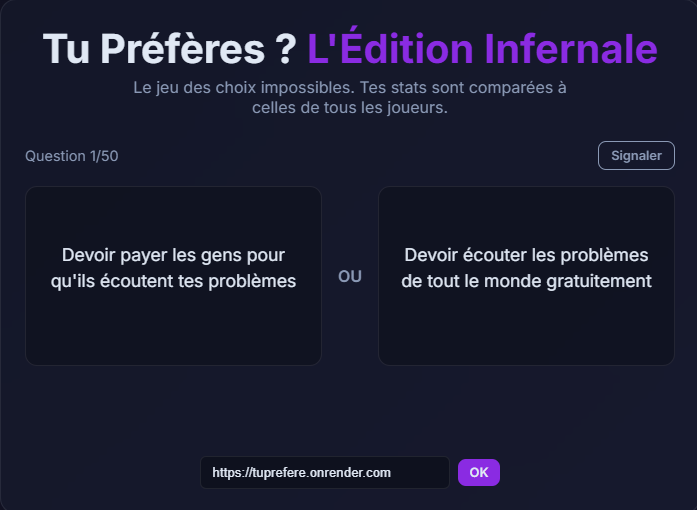 Tu Préfères ? L'Édition Infernale
Le jeu des choix impossibles. Tes stats sont comparées à
celles de tous les joueurs.
Question 1/50
Signaler
Devoir payer les gens pour
qu'ils écoutent tes problèmes
OU
Devoir écouter les problèmes
de tout le monde gratuitement
https://tuprefere.onrender.com
OK